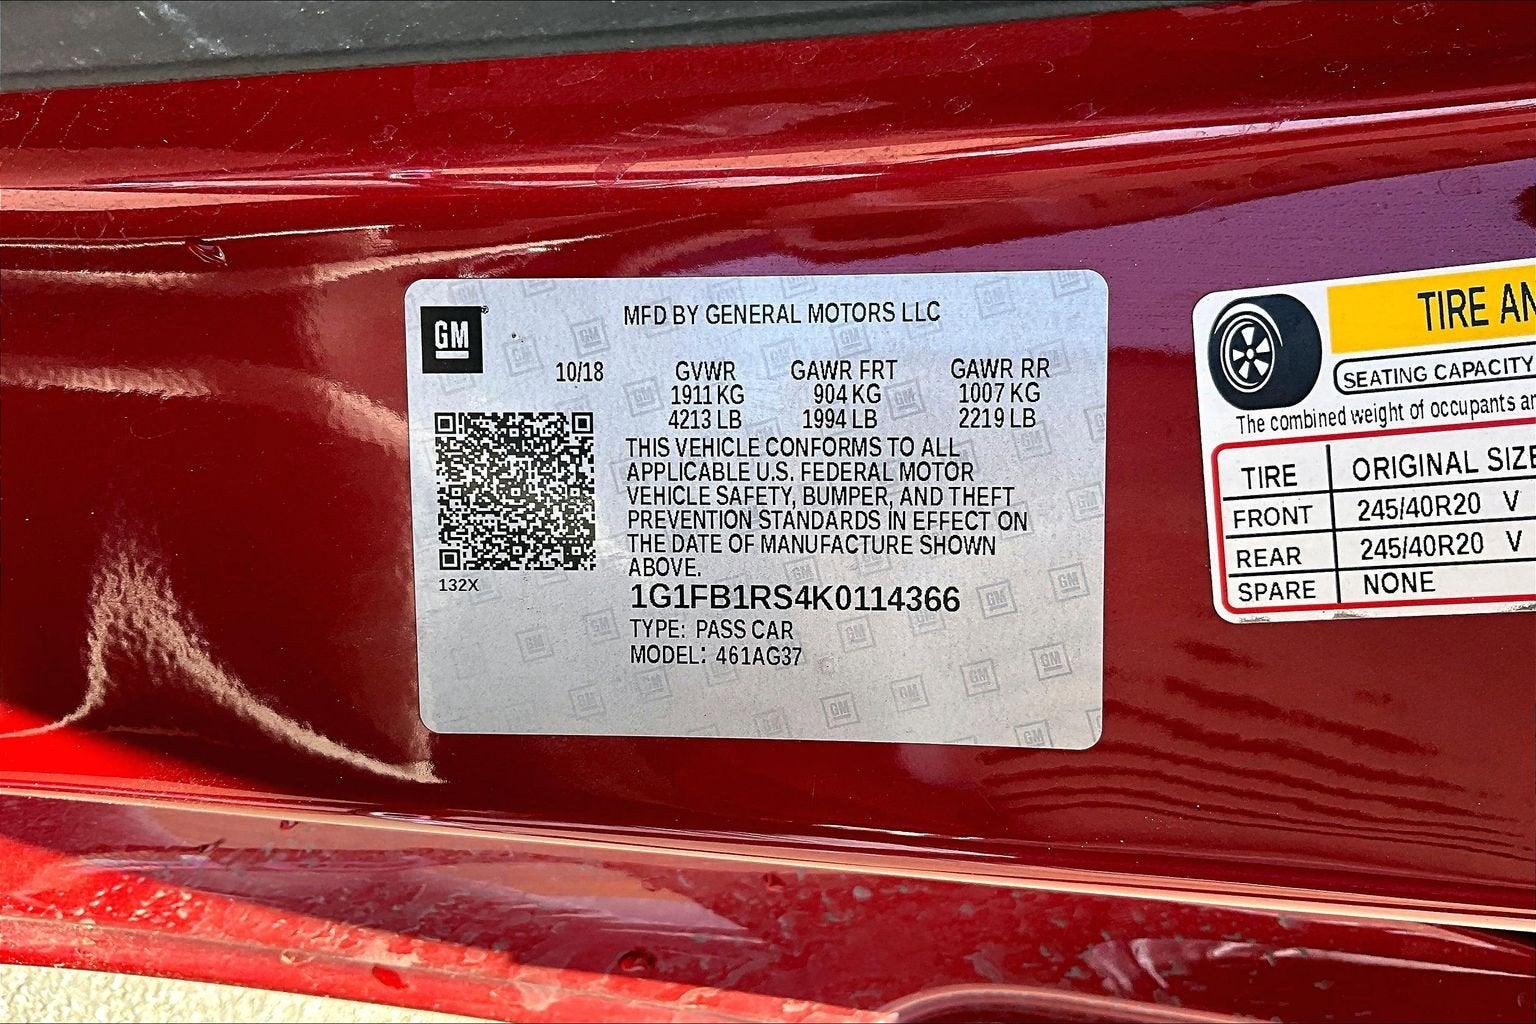 GM
MFD BY GENERAL MOTORS LLC
10/18 GVWR GAWR FRT GAWR RR
1911 KG 904 KG 1007 KG
4213 LB 1994 LB 2219 LB
THIS VEHICLE CONFORMS TO ALL
APPLICABLE U.S. FEDERAL MOTOR
VEHICLE SAFETY, BUMPER, AND THEFT
PREVENTION STANDARDS IN EFFECT ON
THE DATE OF MANUFACTURE SHOWN
ABOVE.
132X
1G1FB1RS4K0114366
TYPE: PASS CAR
MODEL: 461AG37
TIRE AN
SEATING CAPACITY
The combined weight of occupants an
TIRE ORIGINAL SIZE
FRONT 245/40R20 V
REAR 245/40R20 V
SPARE NONE